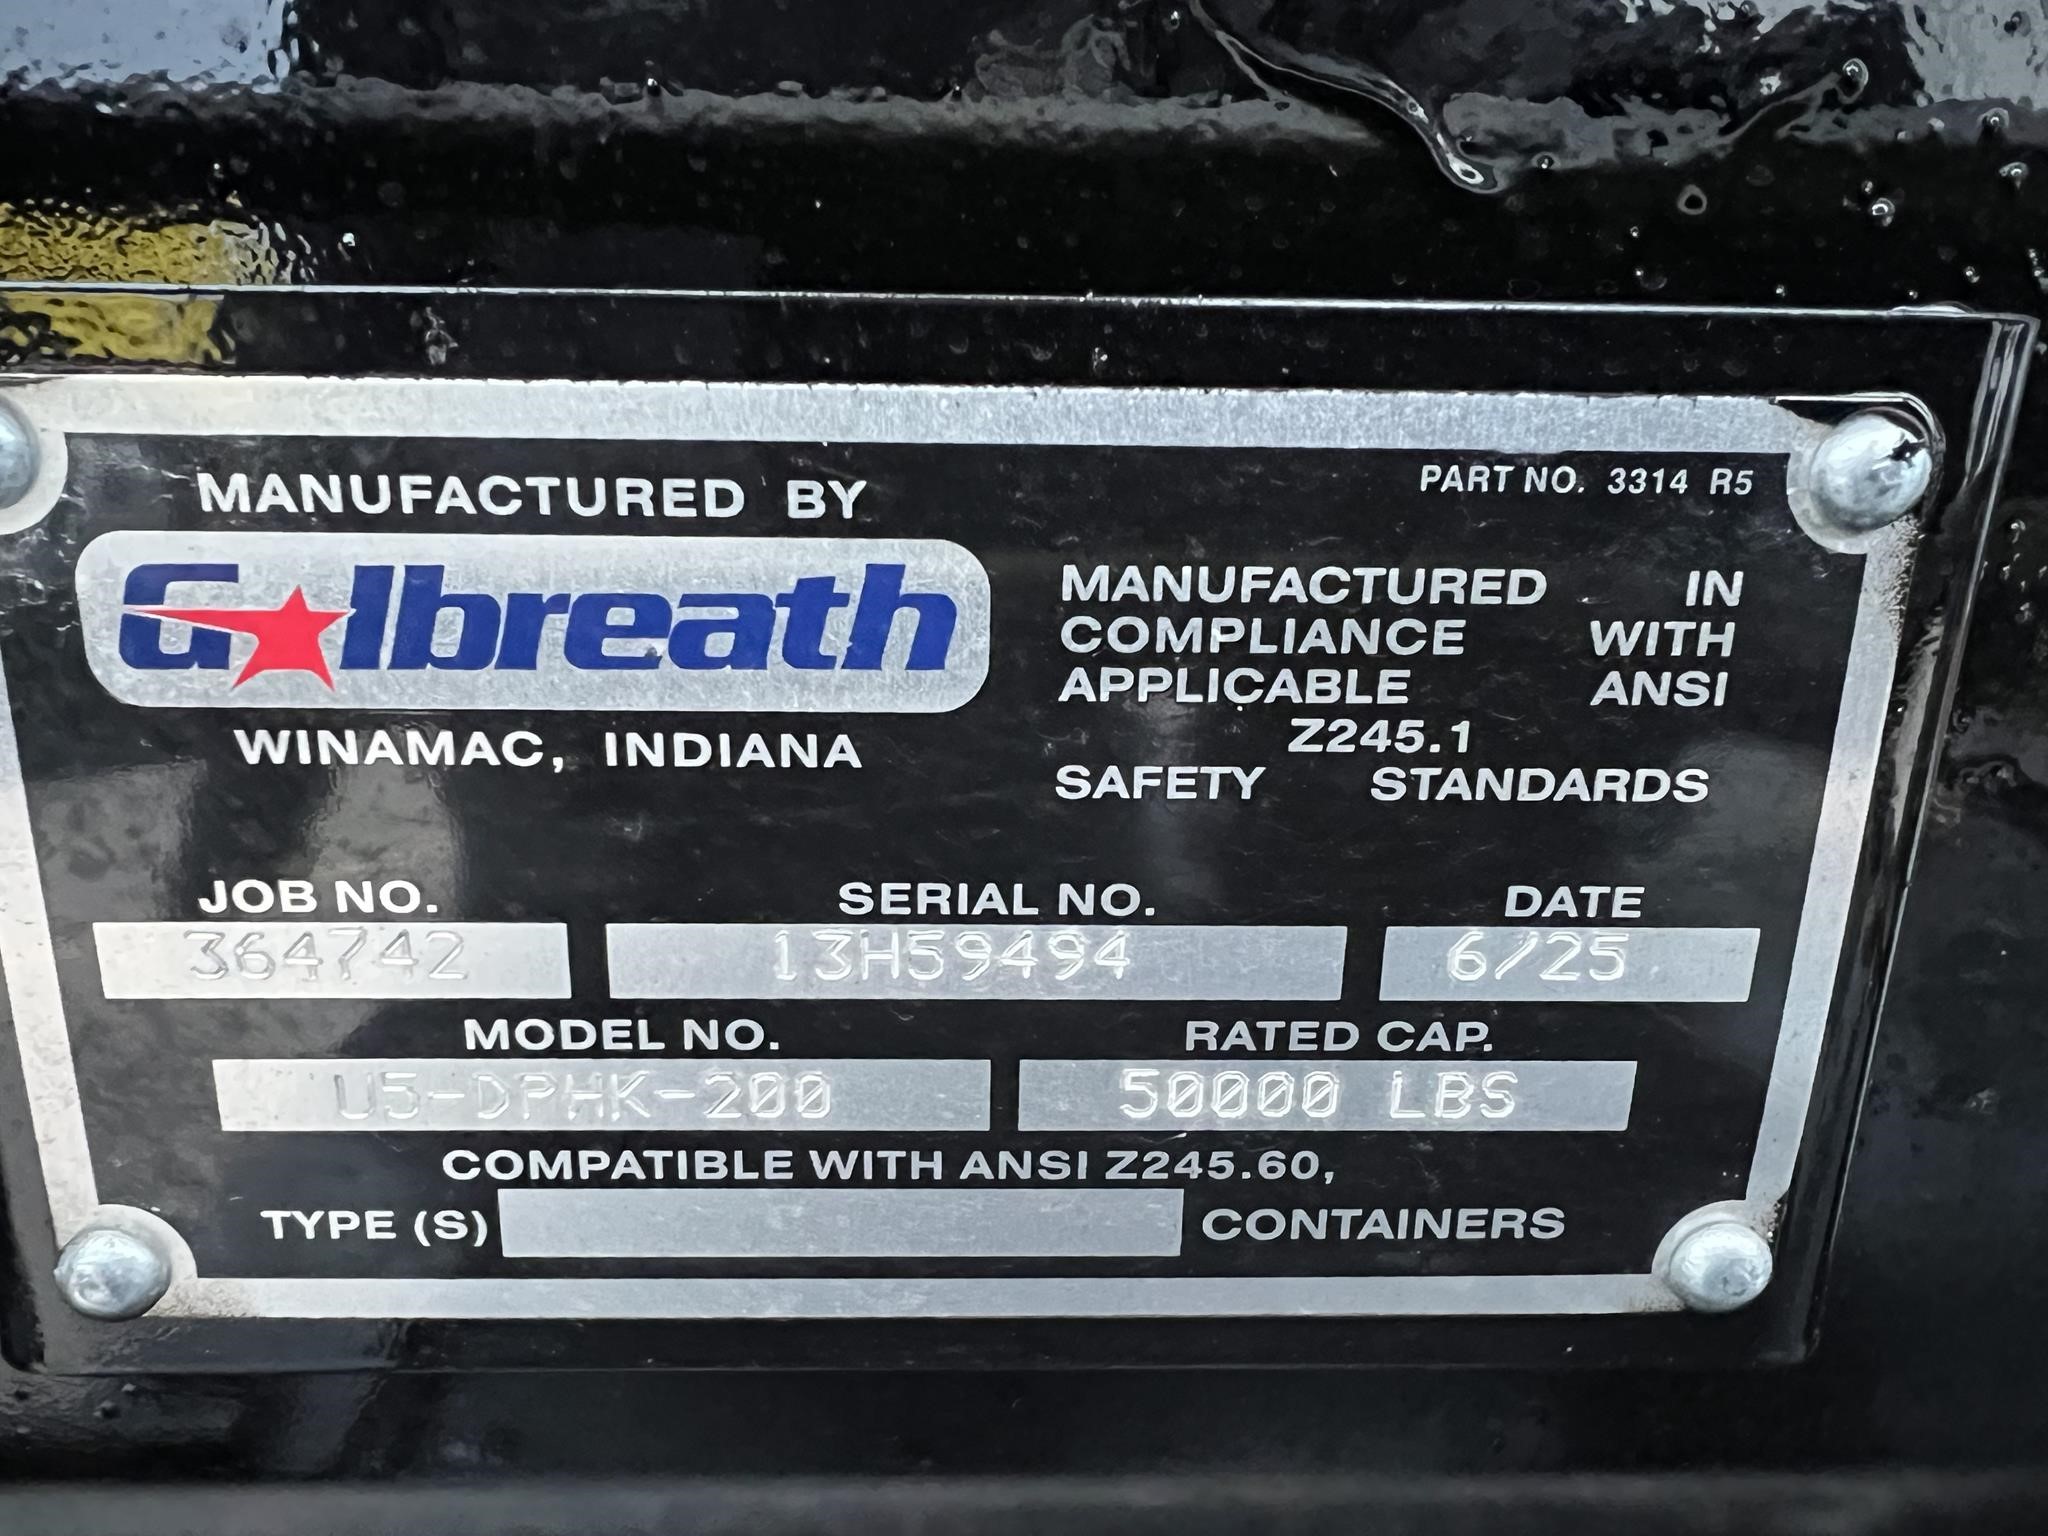 PART NO. 3314 R5
MANUFACTURED BY
Galbreath
WINAMAC, INDIANA
MANUFACTURED IN
COMPLIANCE WITH
APPLICABLE ANSI
Z245.1
SAFETY STANDARDS
JOB NO. SERIAL NO. DATE
364742 13H59494 6/25
MODEL NO. RATED CAP.
U5-DPHK-200 50000 LBS
COMPATIBLE WITH ANSI Z245.60,
TYPE (S) CONTAINERS